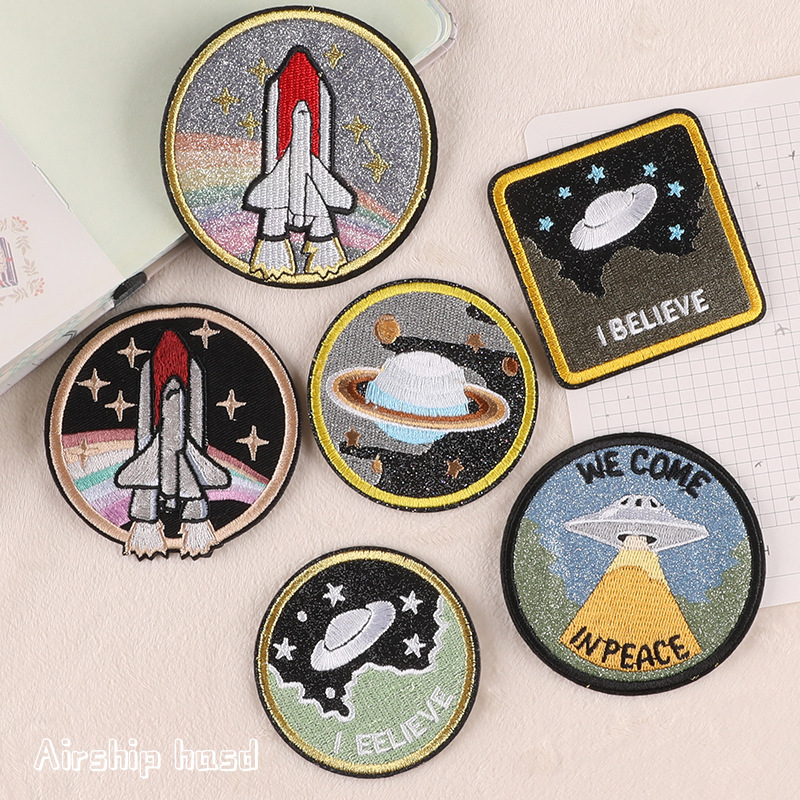 I BELIEVE
WE COME
IN PEACE
I EELIEVE
Airship hasd